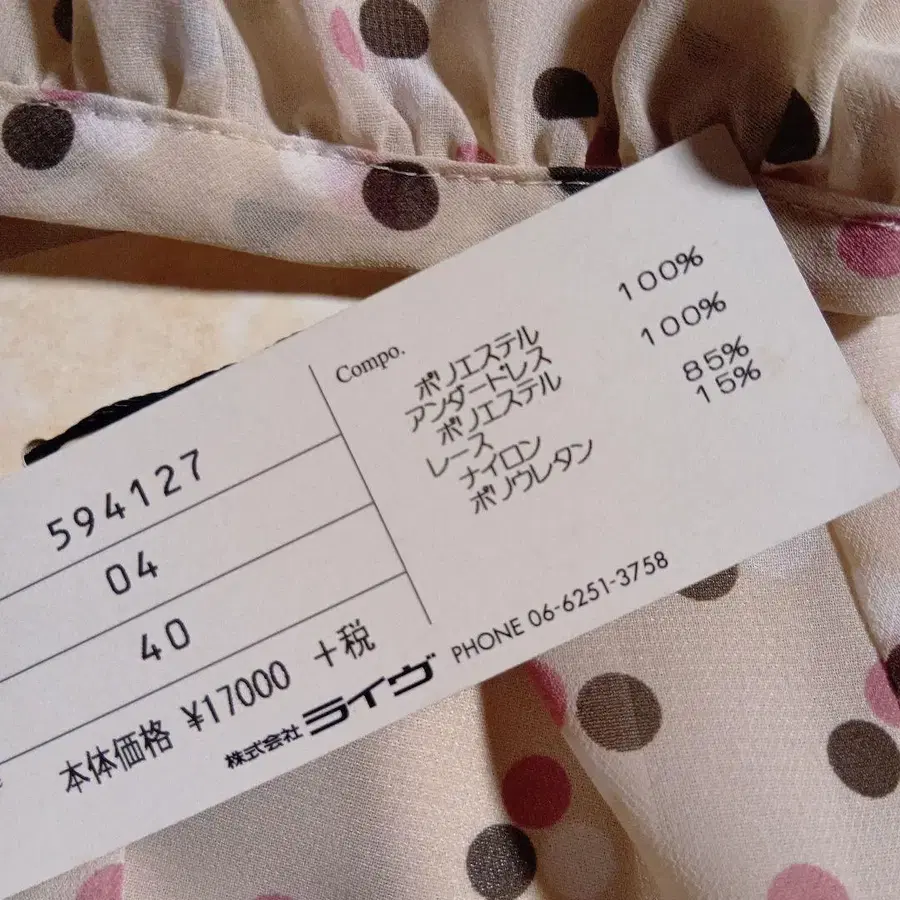 594127
04
40
本体価格 ¥17000 +税
Compo.
ポリエステル 100%
アンダードレス
ポリエステル 100%
レース
ナイロン 85%
ポリウレタン 15%
株式会社ライヴ PHONE 06-6251-3758